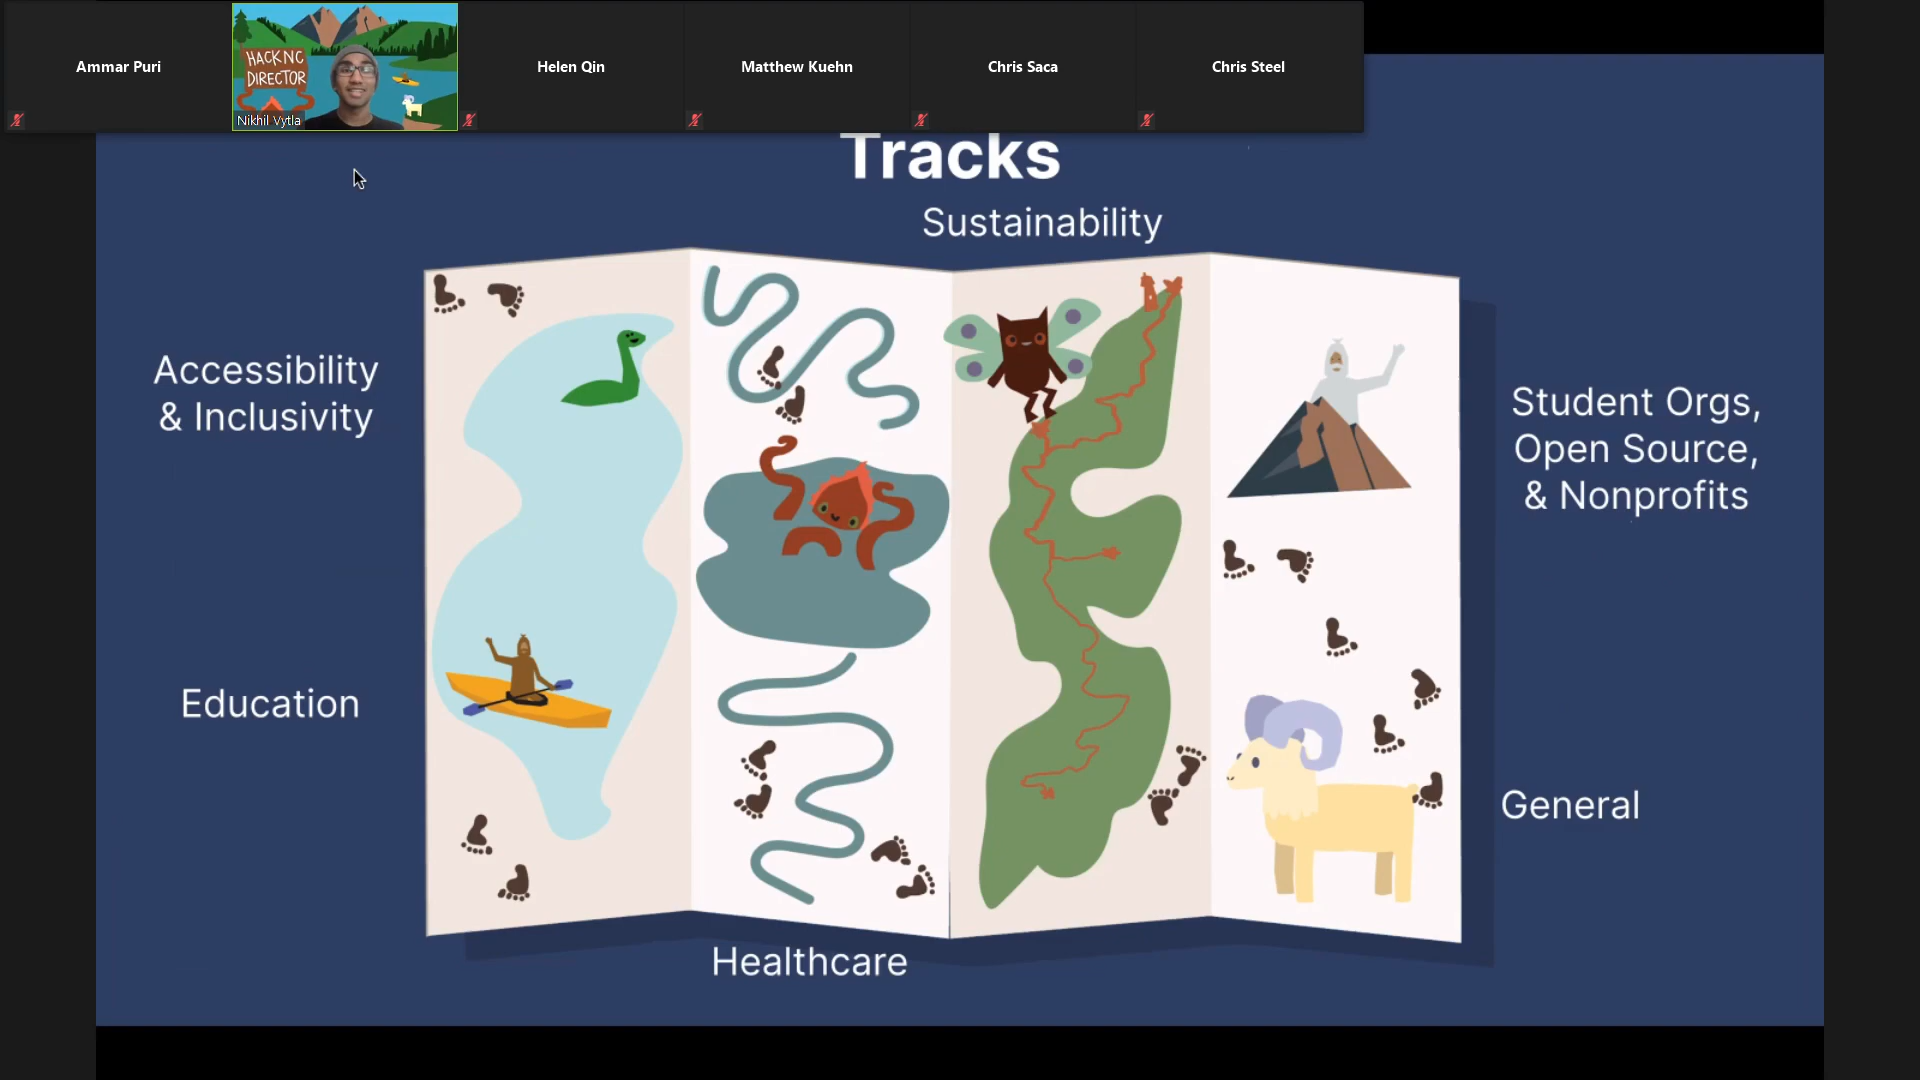 Ammar Puri
HACK NC
DIRECTOR
Nikhil Vytla
Helen Qin
Matthew Kuehn
Chris Saca
Chris Steel
Tracks
Sustainability
Accessibility
& Inclusivity
Student Orgs,
Open Source,
& Nonprofits
Education
General
Healthcare